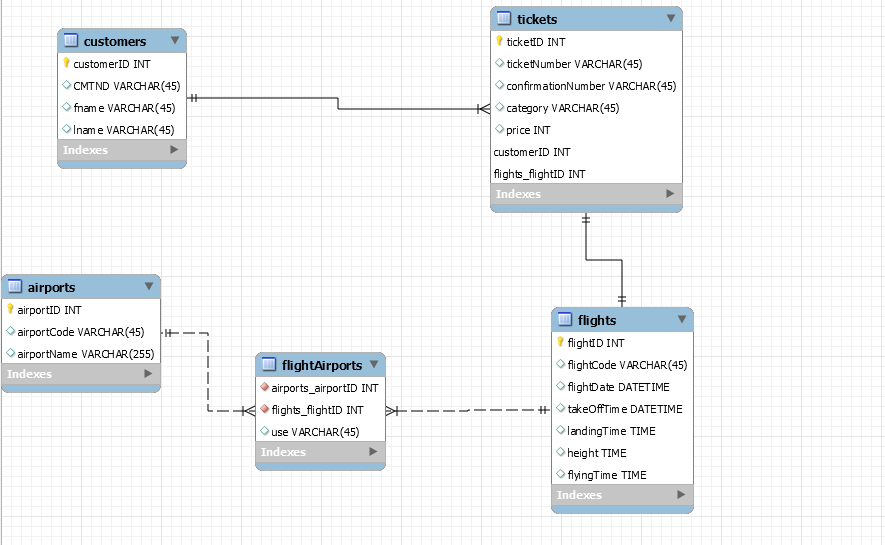 customers
customerID INT
CMTND VARCHAR(45)
fname VARCHAR(45)
lname VARCHAR(45)
Indexes
tickets
ticketID INT
ticketNumber VARCHAR(45)
confirmationNumber VARCHAR(45)
category VARCHAR(45)
price INT
customerID INT
flights_flightID INT
Indexes
airports
airportID INT
airportCode VARCHAR(45)
airportName VARCHAR(255)
Indexes
flightAirports
airports_airportID INT
flights_flightID INT
use VARCHAR(45)
Indexes
flights
flightID INT
flightCode VARCHAR(45)
flightDate DATETIME
takeOffTime DATETIME
landingTime TIME
height TIME
flyingTime TIME
Indexes